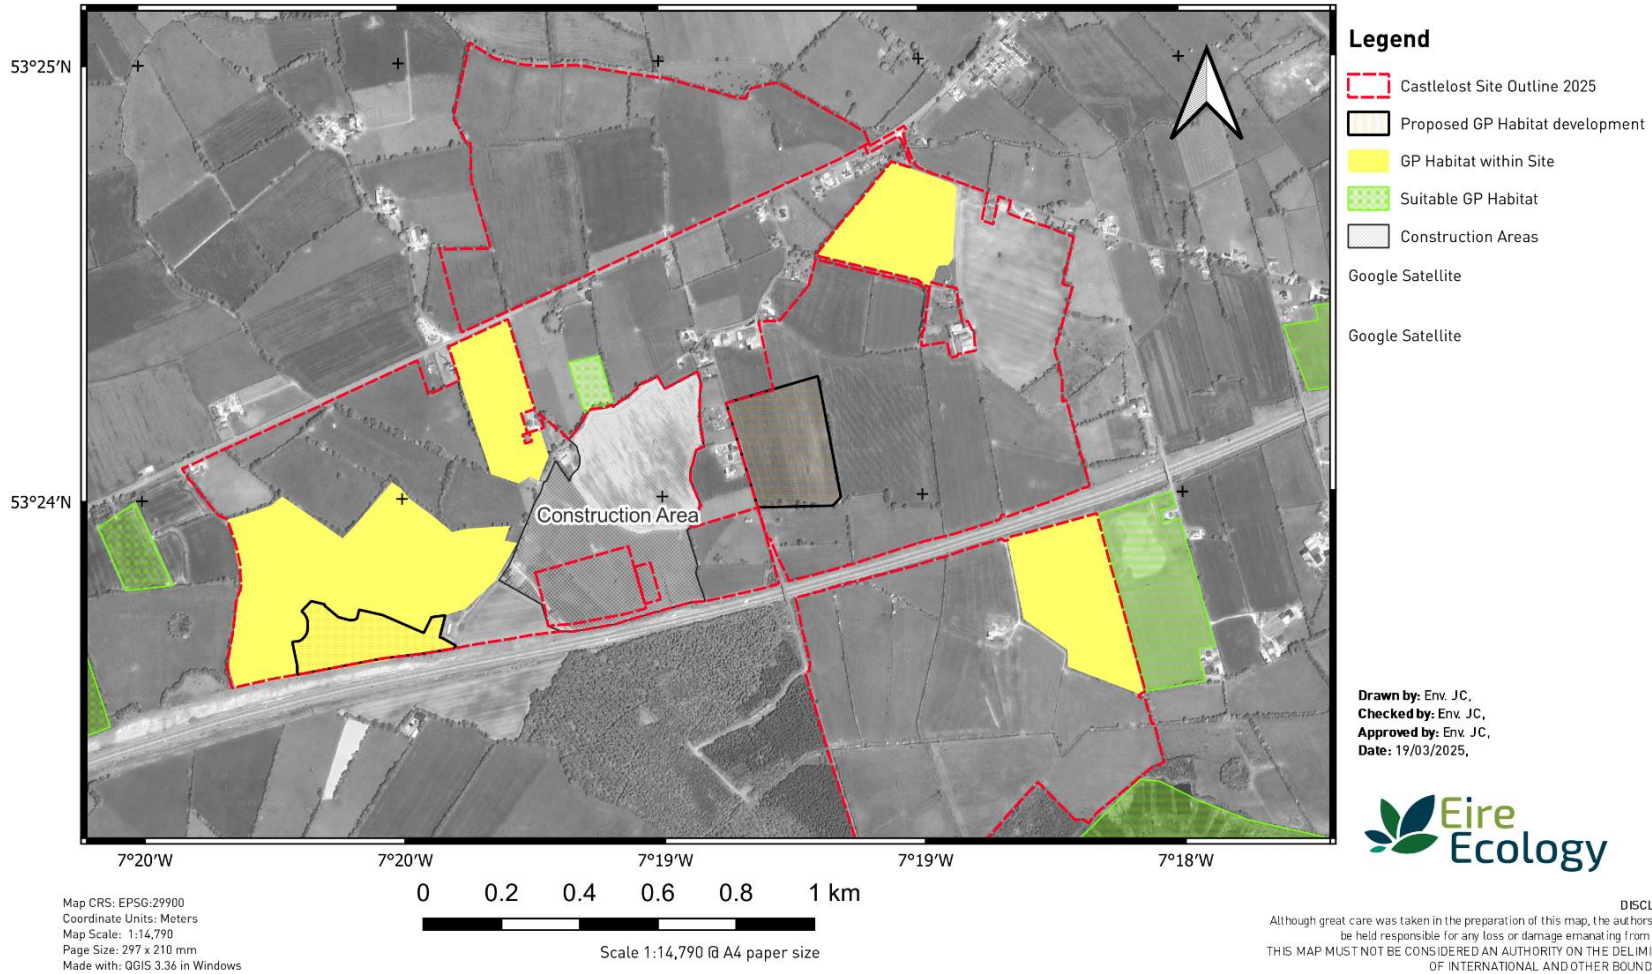 53°25'N
53°24'N
Construction Area
7°20'W
7°20'W
7°19'W
7°19'W
7°18'W
Legend
Castlelost Site Outline 2025
Proposed GP Habitat development
GP Habitat within Site
Suitable GP Habitat
Construction Areas
Google Satellite
Google Satellite
Drawn by: Env. JC,
Checked by: Env. JC,
Approved by: Env. JC,
Date: 19/03/2025,
Eire
Ecology
Map CRS: EPSG:29900
Coordinate Units: Meters
Map Scale: 1:14,790
Page Size: 297 x 210 mm
Made with: QGIS 3.36 in Windows
0 0.2 0.4 0.6 0.8 1 km
Scale 1:14,790 @ A4 paper size
DISCL
Although great care was taken in the preparation of this map, the authors
be held responsible for any loss or damage emanating from
THIS MAP MUST NOT BE CONSIDERED AN AUTHORITY ON THE DELIMI
OF INTERNATIONAL AND OTHER BOUND